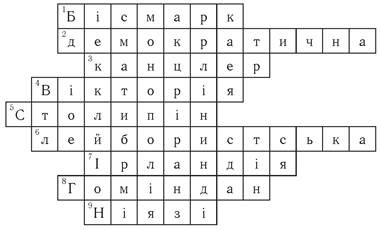 1Бісмарк
2демократична
3канцлер
4Вікторія
5Столипін
6лейбористська
7Ірландія
8Гоміндан
9Ніязі